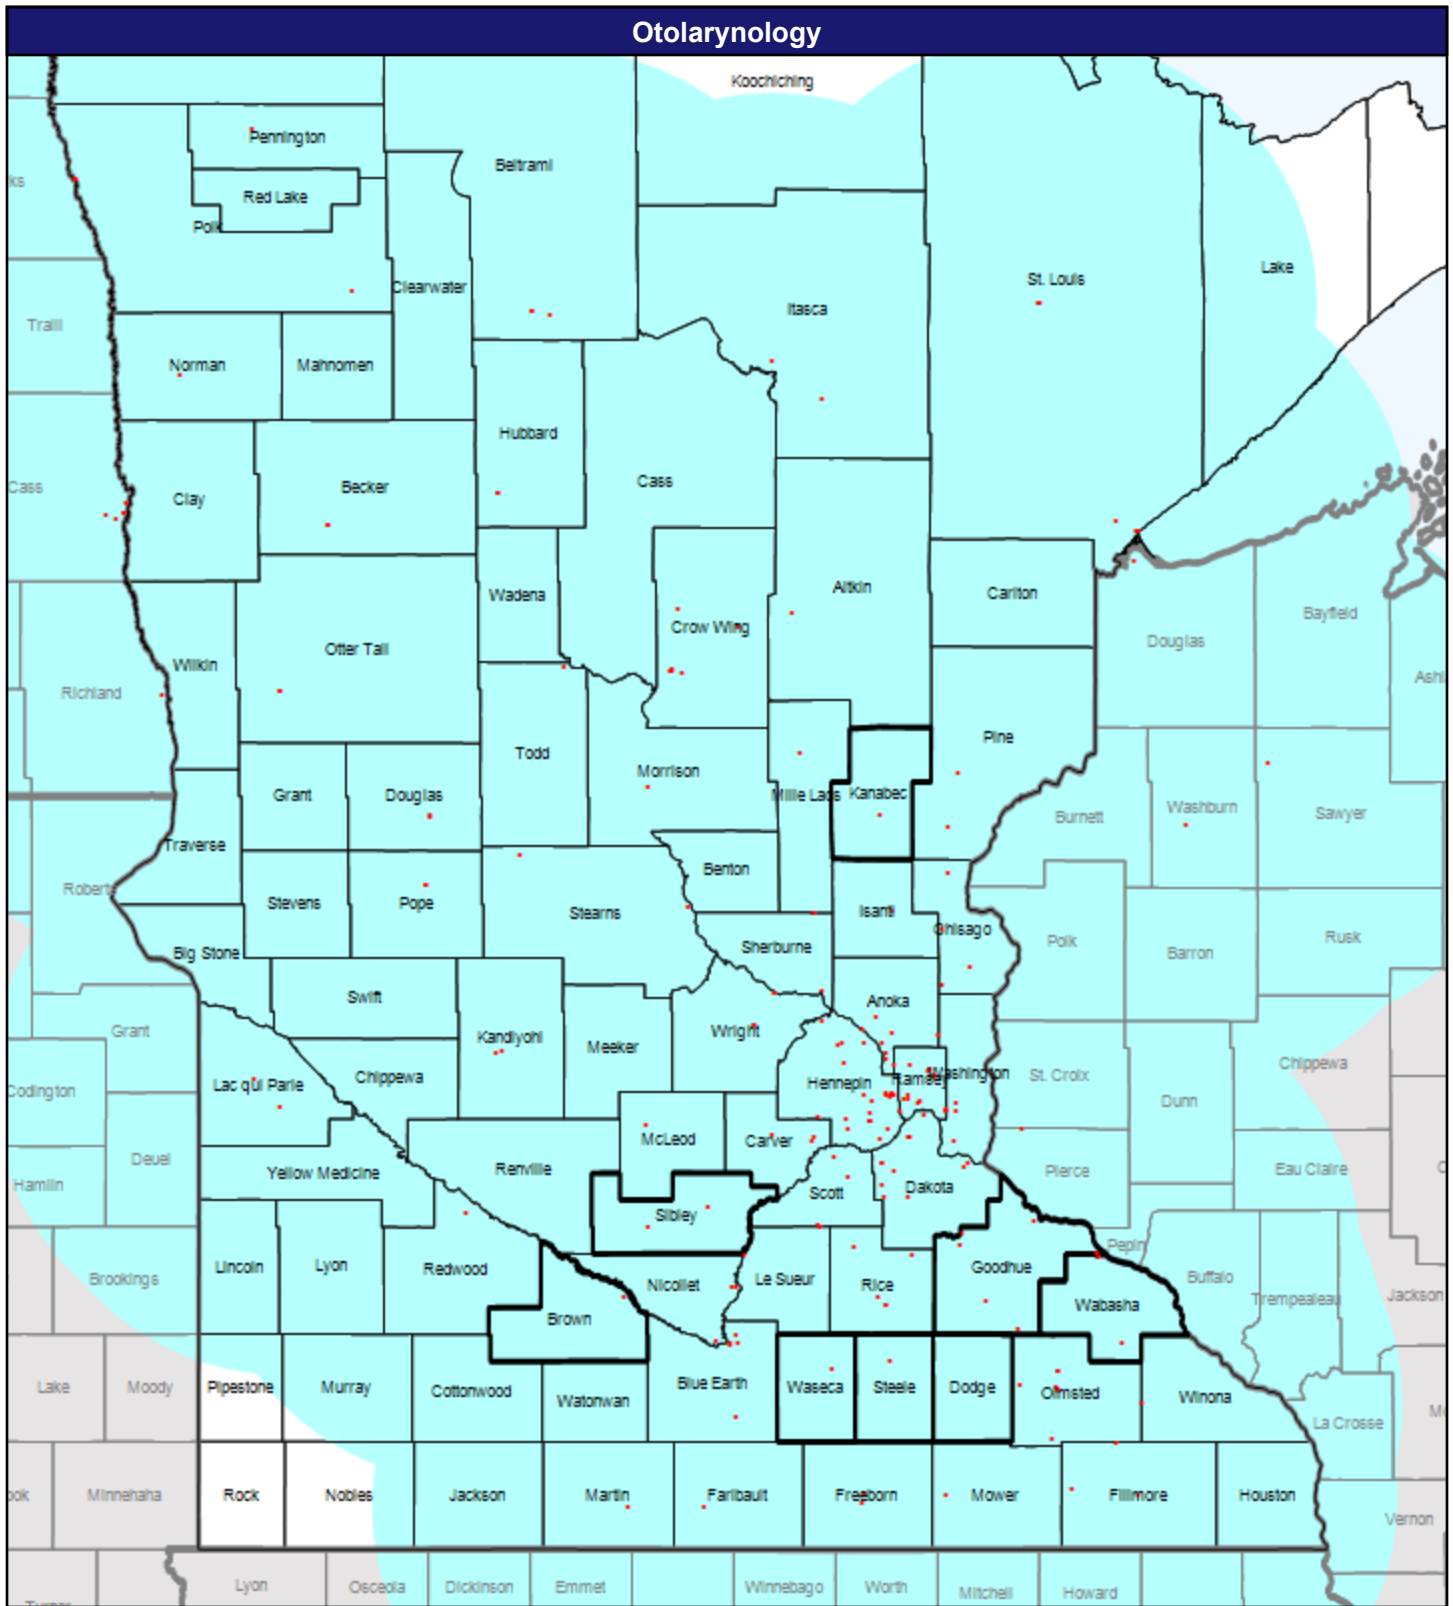 Otolarynology
Koochiching
Pennington
Beltrami
ks
Red Lake
Polk
Lake
St. Louis
Clearwater
Itasca
Traill
Norman
Mahnomen
Hubbard
Cass
Cass
Becker
Clay
Aitkin
Carlton
Wadena
Bayfield
Crow Wing
Douglas
Otter Tail
Wilkin
Ashl
Richland
Pine
Todd
Morrison
Grant
Douglas
Mille Lacs
Kanabec
Washburn
Sawyer
Burnett
Traverse
Benton
Roberts
Stevens
Pope
Stearns
Isanti
Chisago
Rusk
Polk
Sherburne
Barron
Big Stone
Swift
Anoka
Grant
Wright
Kandiyohi
Meeker
Chippewa
Washington
St. Croix
Chippewa
Ramsey
Hennepin
Lac qui Parle
Codington
Dunn
McLeod
Carver
Deuel
Renville
Yellow Medicine
Pierce
Eau Claire
Hamlin
Dakota
Scott
Sibley
Pepin
Lincoln
Lyon
Redwood
Goodhue
Brookings
Le Sueur
Buffalo
Nicollet
Rice
Jackson
Trempealeau
Wabasha
Brown
Lake
Moody
Pipestone
Murray
Cottonwood
Blue Earth
Waseca
Steele
Dodge
Olmsted
Winona
Watonwan
La Crosse
Minnehaha
Rock
Nobles
Jackson
Martin
Faribault
Freeborn
Mower
Fillmore
Houston
Vernon
Lyon
Osceola
Dickinson
Emmet
Winnebago
Worth
Mitchell
Howard